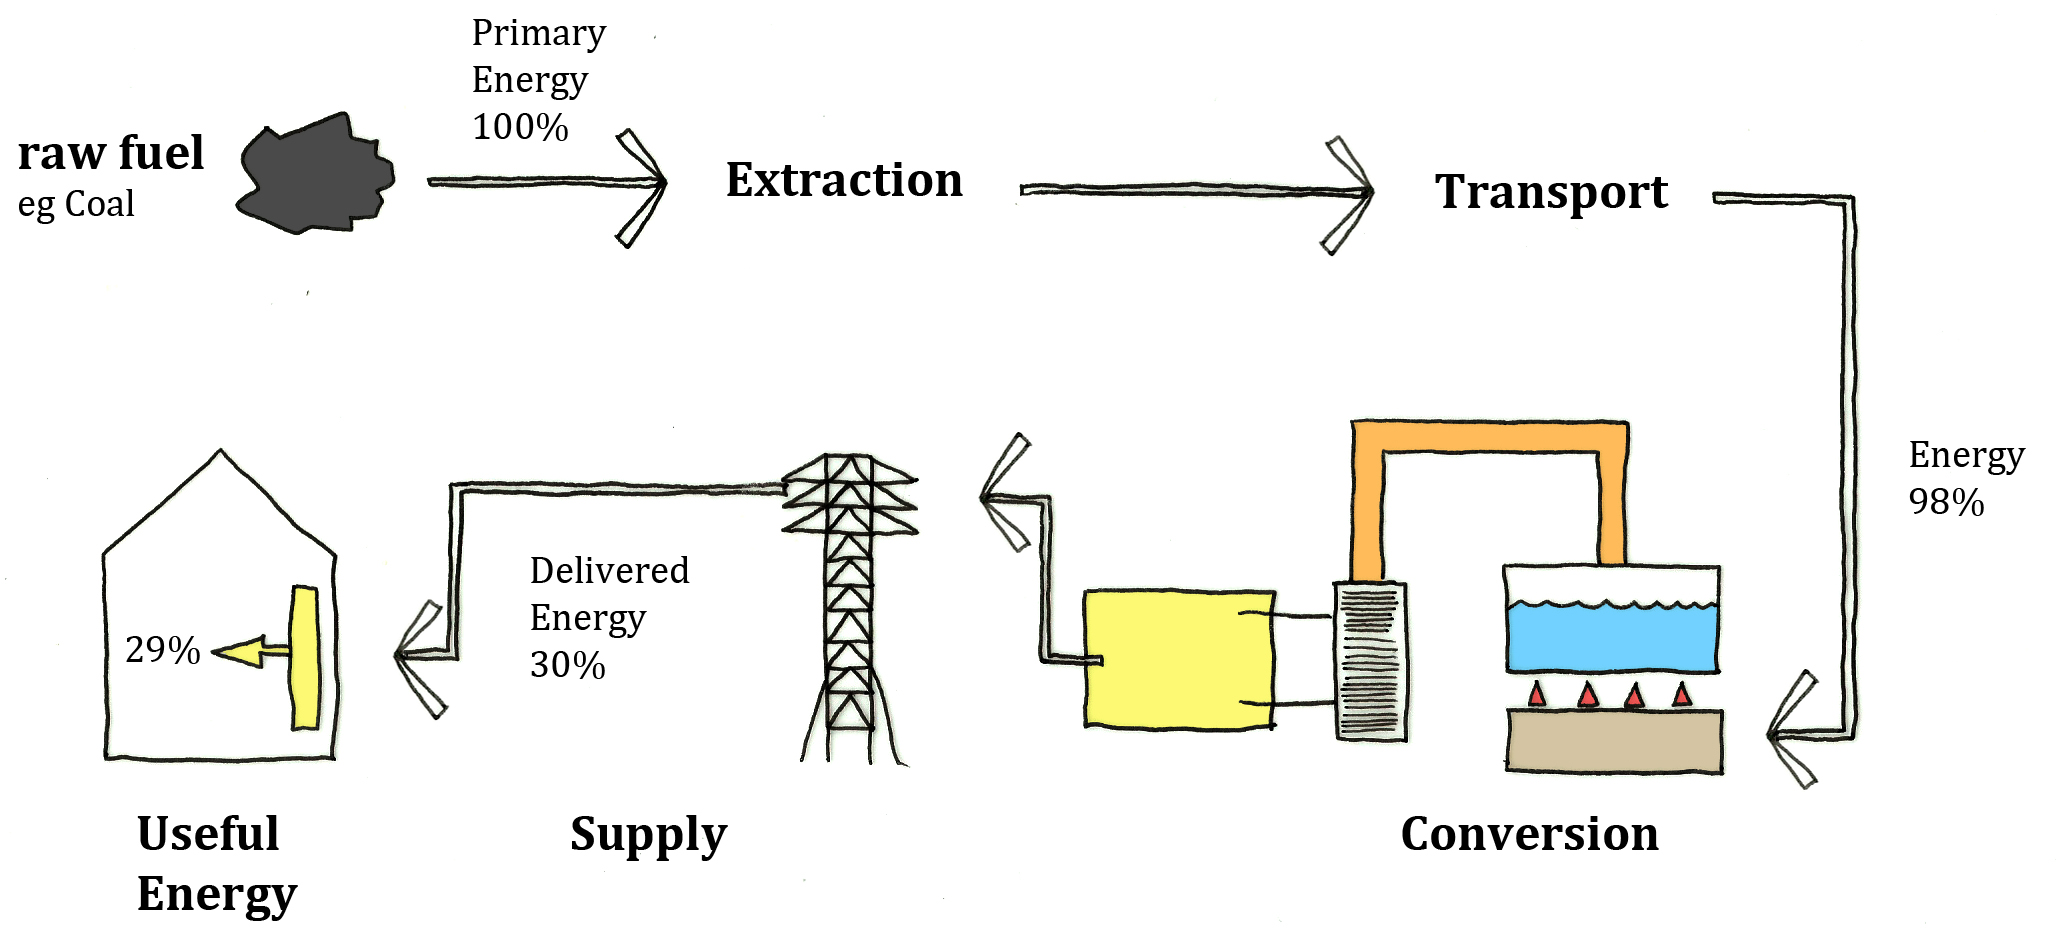 Primary
Energy
100%
raw fuel
eg Coal
Extraction
Transport
Energy
98%
Delivered
Energy
30%
29%
Useful
Energy
Supply
Conversion